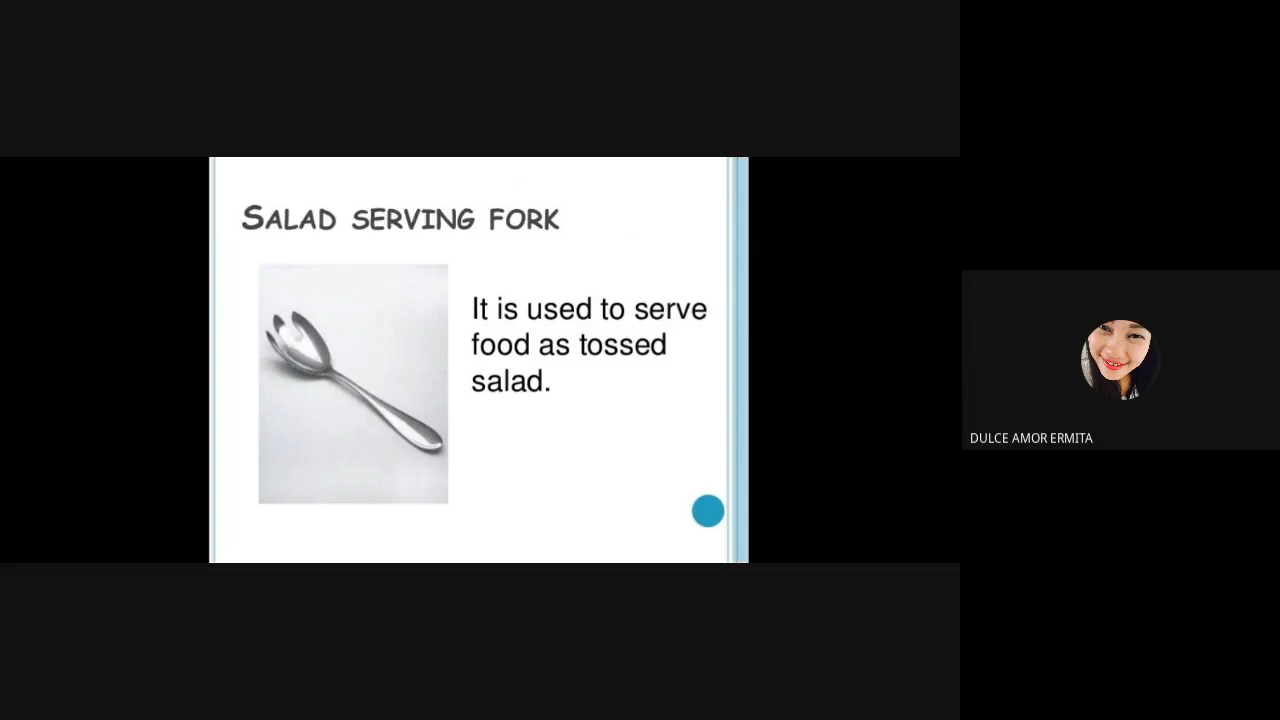 SALAD SERVING FORK
It is used to serve
food as tossed
salad.
DULCE AMOR ERMITA